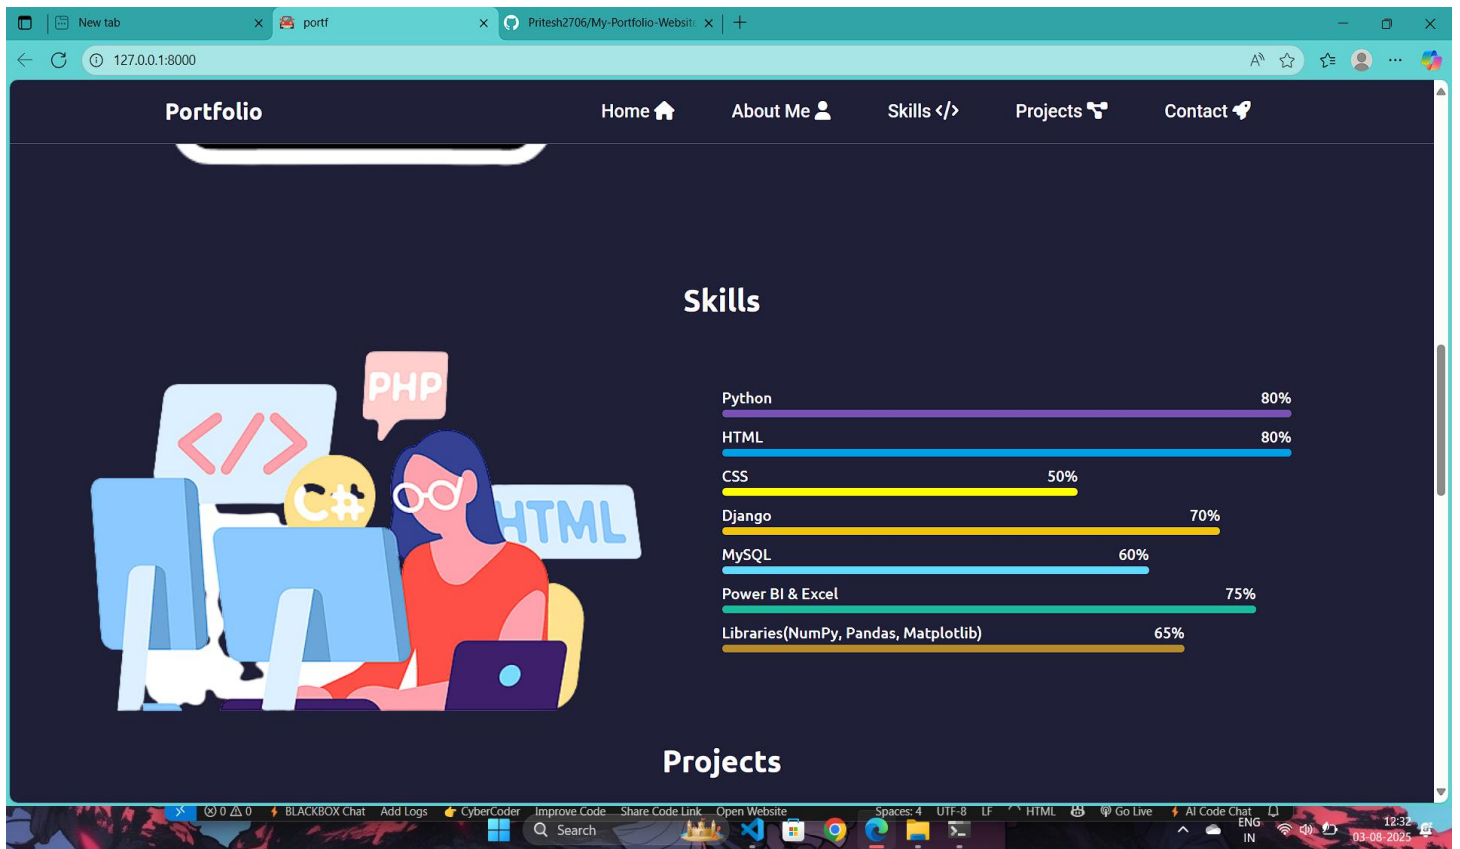 New tab
portf
Pritesh2706/My-Portfolio-Website
127.0.0.1:8000
Portfolio
Home
About Me
Skills </>
Projects
Contact
Skills
PHP
</>
C#
HTML
Python 80%
HTML 80%
CSS 50%
Django 70%
MySQL 60%
Power BI & Excel 75%
Libraries(NumPy, Pandas, Matplotlib) 65%
Projects
0 0 BLACKBOX Chat Add Logs CyberCoder Improve Code Share Code Link Open Website Spaces: 4 UTF-8 LF HTML Go Live AI Code Chat
Search
ENG
IN
12:32
03-08-2025